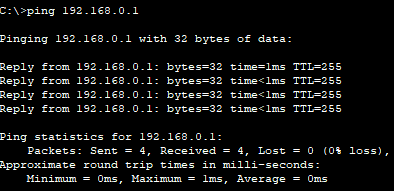 C:\>ping 192.168.0.1
Pinging 192.168.0.1 with 32 bytes of data:
Reply from 192.168.0.1: bytes=32 time=1ms TTL=255
Reply from 192.168.0.1: bytes=32 time<1ms TTL=255
Reply from 192.168.0.1: bytes=32 time<1ms TTL=255
Reply from 192.168.0.1: bytes=32 time<1ms TTL=255
Ping statistics for 192.168.0.1:
Packets: Sent = 4, Received = 4, Lost = 0 (0% loss),
Approximate round trip times in milli-seconds:
Minimum = 0ms, Maximum = 1ms, Average = 0ms